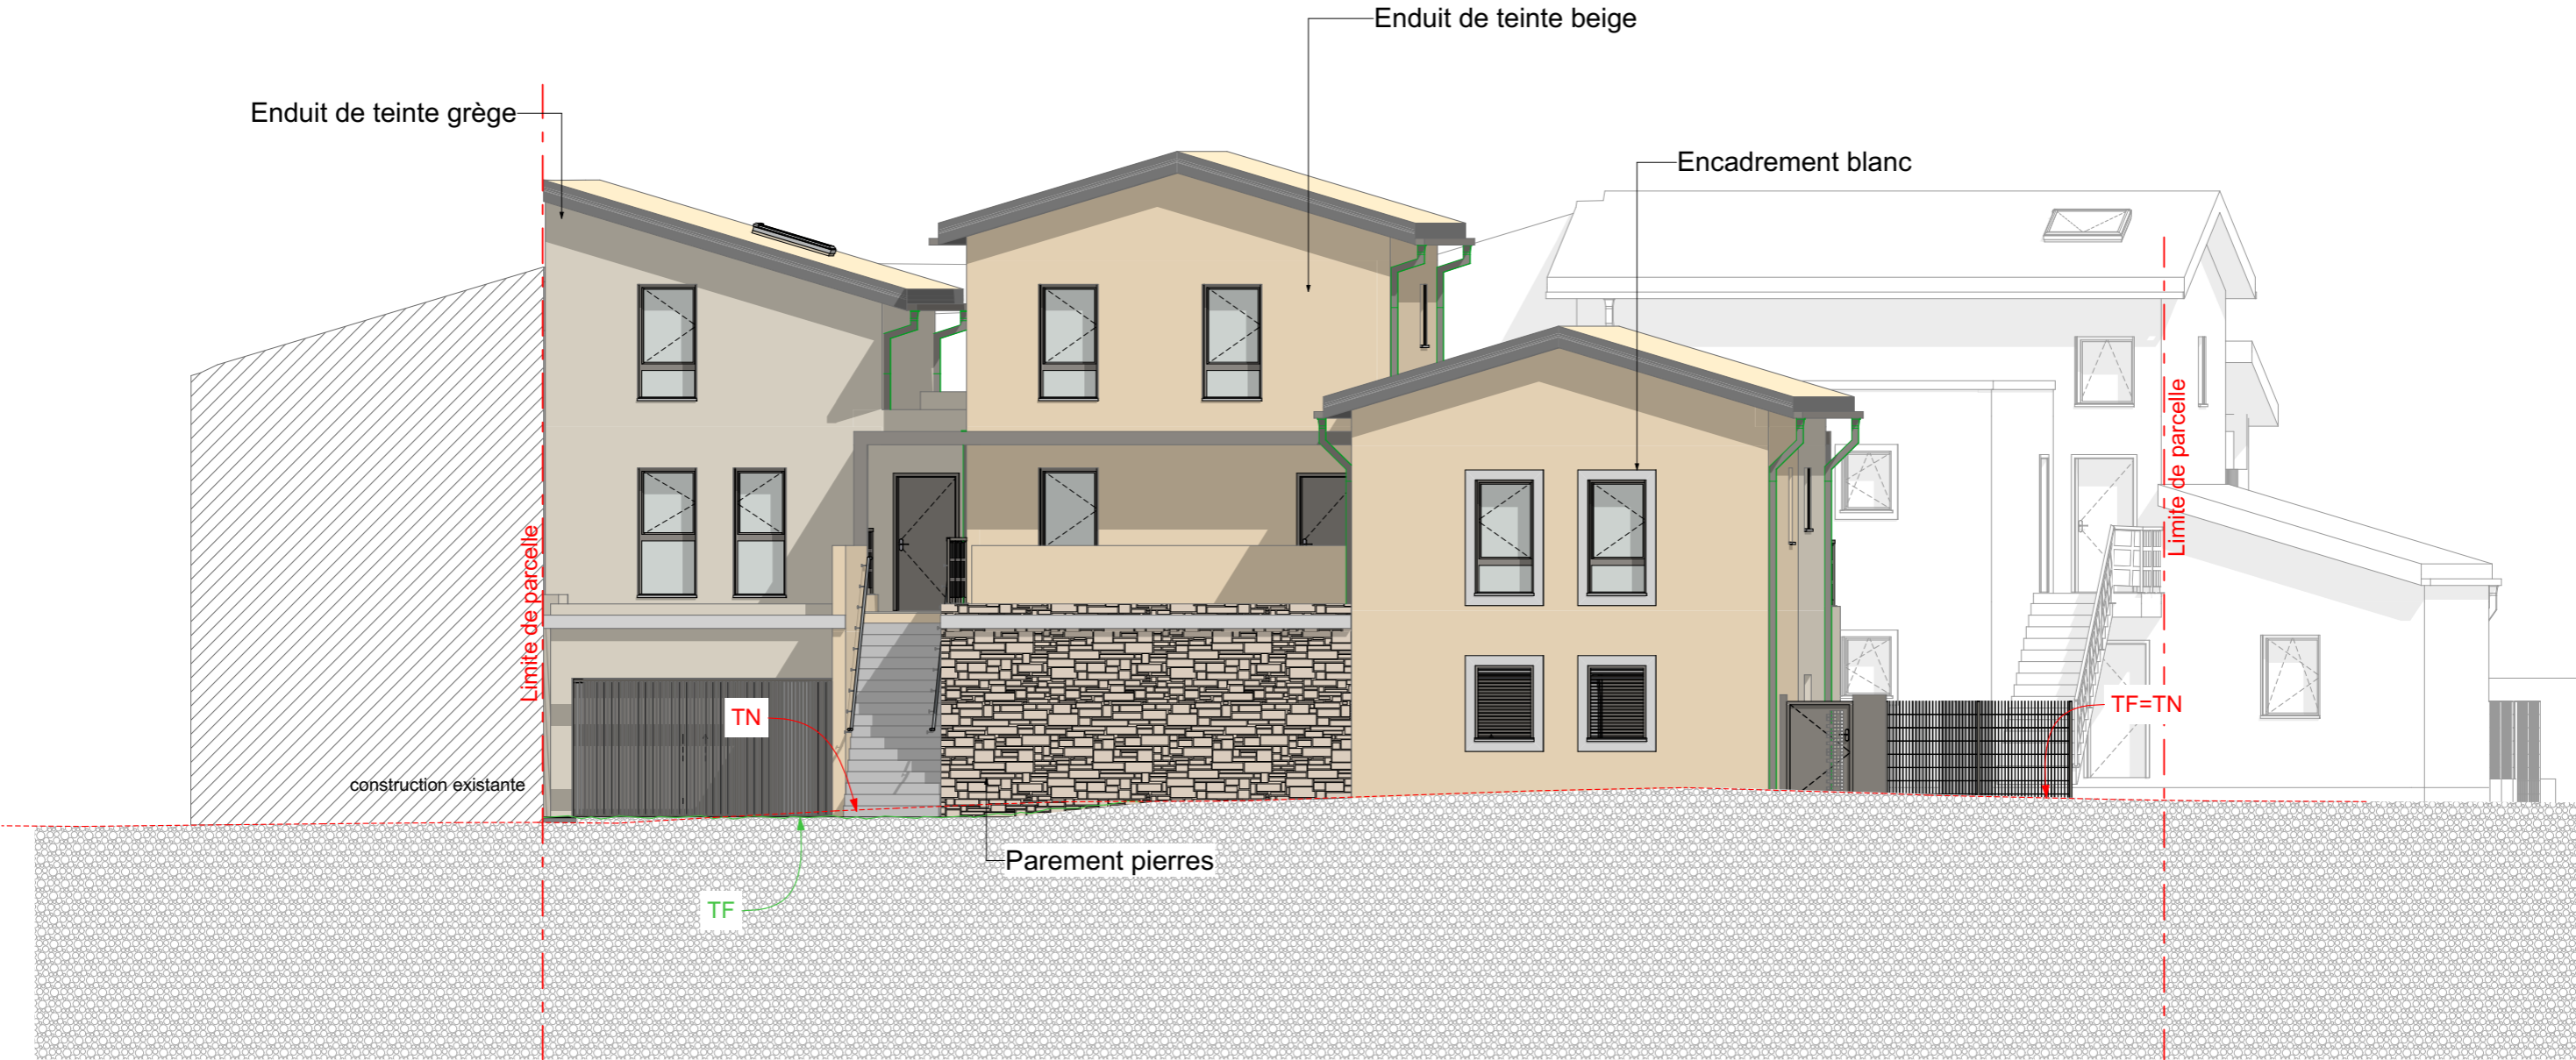 Enduit de teinte beige
Enduit de teinte grège
Encadrement blanc
Limite de parcelle
Limite de parcelle
TN
TF=TN
construction existante
Parement pierres
TF